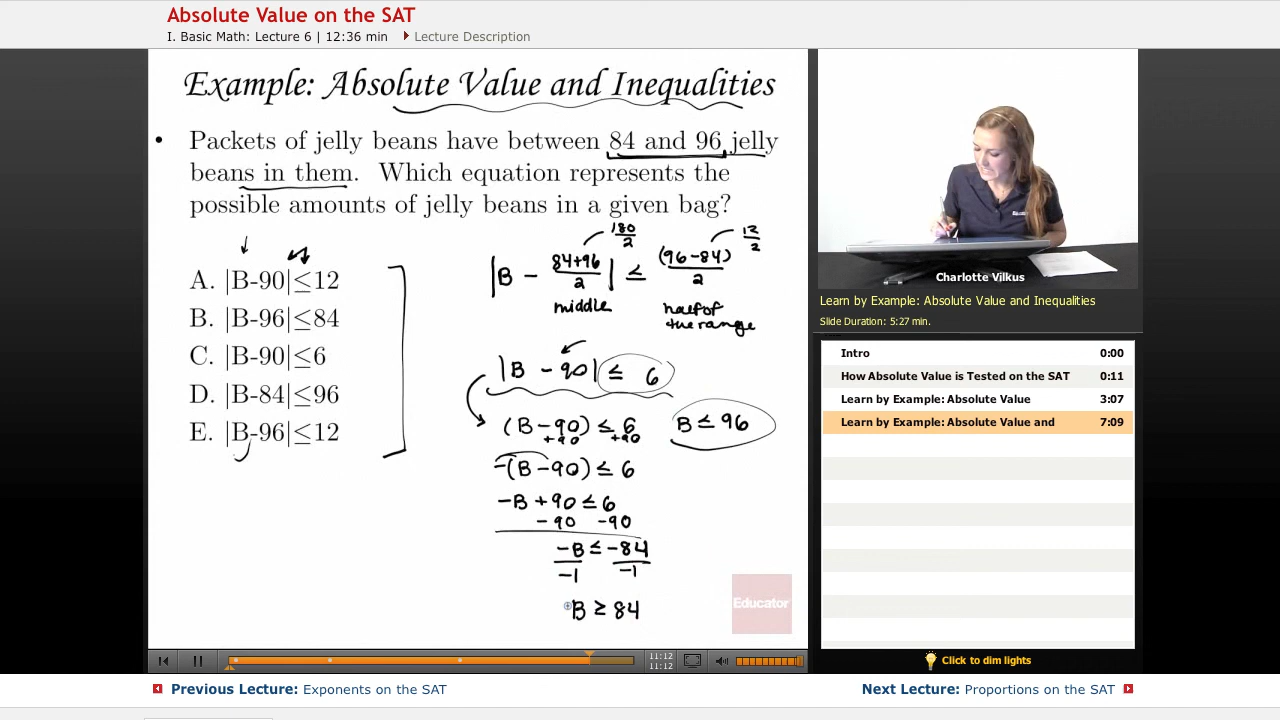 Absolute Value on the SAT
I. Basic Math: Lecture 6 | 12:36 min
Lecture Description
Example: Absolute Value and Inequalities
• Packets of jelly beans have between 84 and 96 jelly
beans in them. Which equation represents the
possible amounts of jelly beans in a given bag?
A. |B-90|≤12
B. |B-96|≤84
C. |B-90|≤6
D. |B-84|≤96
E. |B-96|≤12
180/2
12/2
|B - (84+96)/2| ≤ (96-84)/2
middle
half of
the range
|B - 90| ≤ 6
(B-90) ≤ 6
+90 +90
B ≤ 96
-(B-90) ≤ 6
-B+90 ≤ 6
-90 -90
-B ≤ -84
-1 -1
B ≥ 84
Educator
11:12
11:12
Charlotte Vilkus
Learn by Example: Absolute Value and Inequalities
Slide Duration: 5:27 min.
Intro 0:00
How Absolute Value is Tested on the SAT 0:11
Learn by Example: Absolute Value 3:07
Learn by Example: Absolute Value and 7:09
Click to dim lights
Previous Lecture: Exponents on the SAT
Next Lecture: Proportions on the SAT